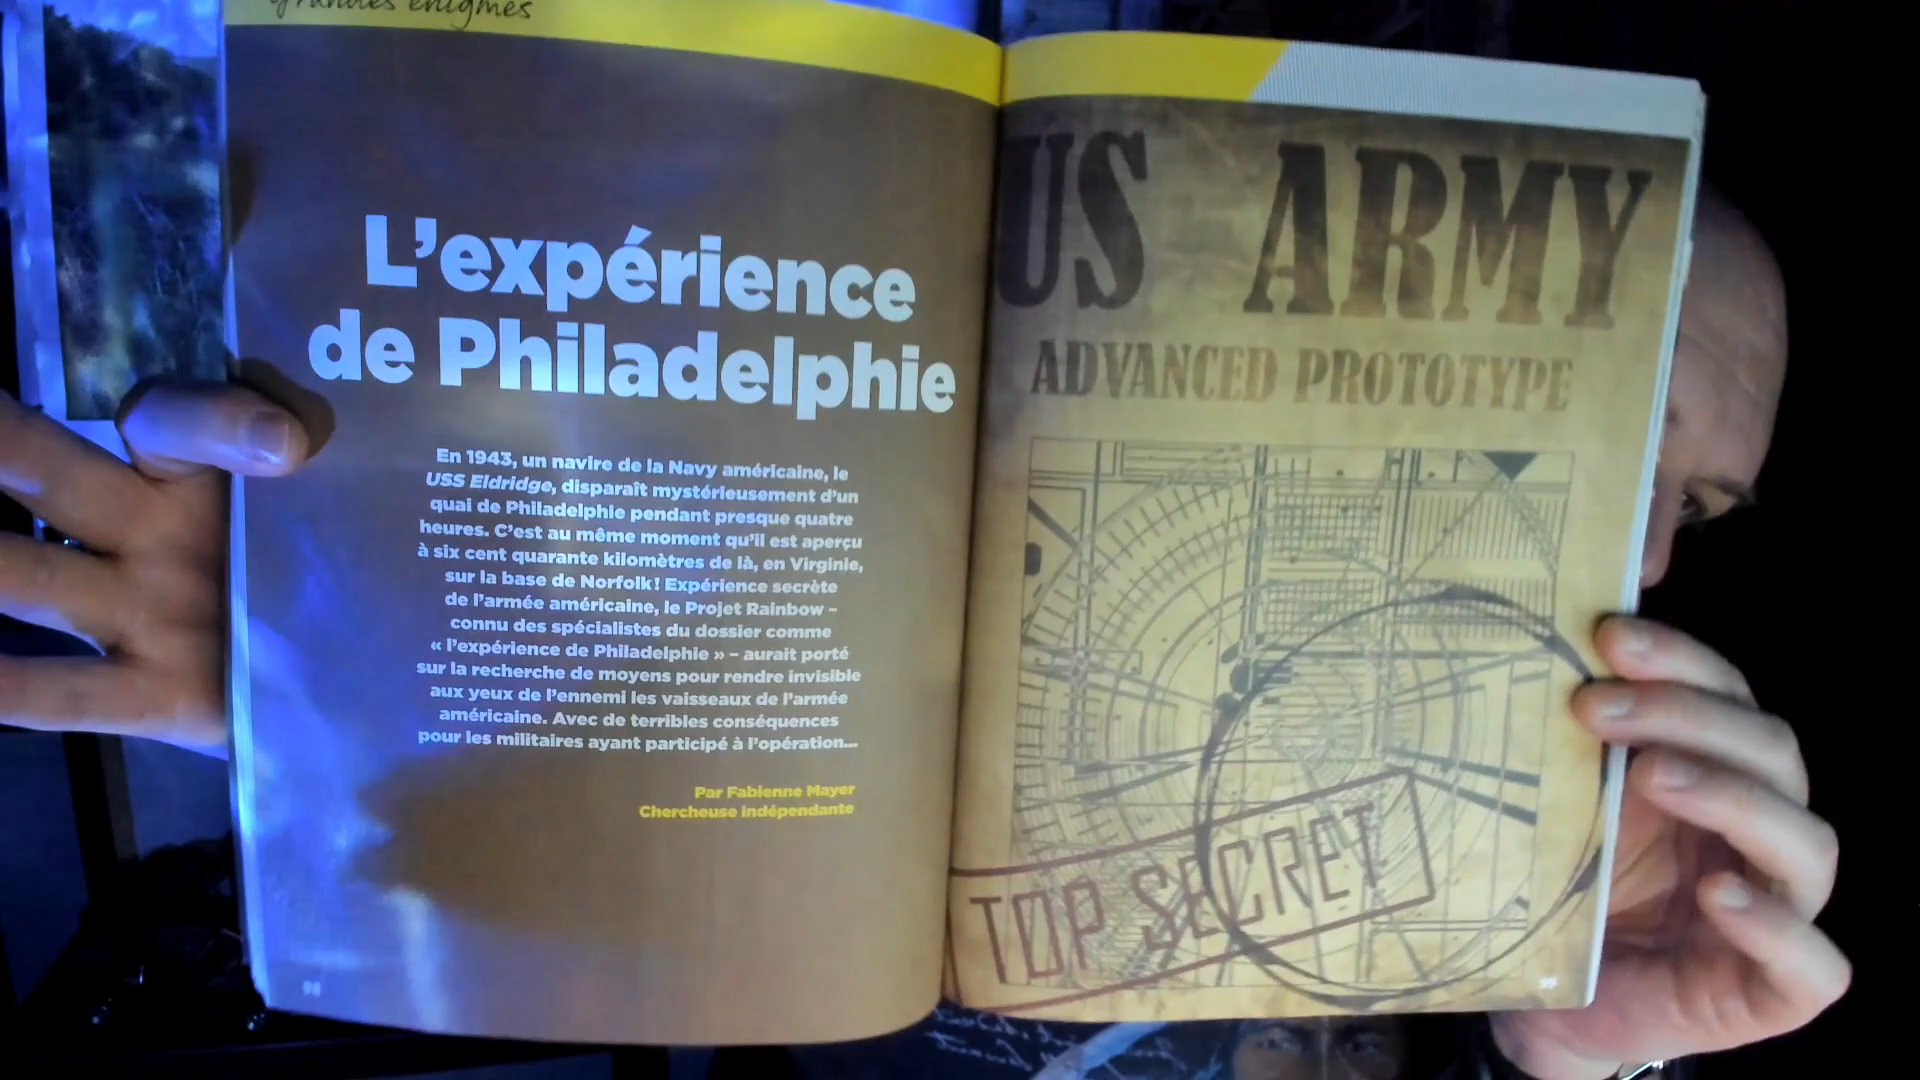 grandes énigmes
L'expérience
de Philadelphie
En 1943, un navire de la Navy américaine, le
USS Eldridge, disparaît mystérieusement d'un
quai de Philadelphie pendant presque quatre
heures. C'est au même moment qu'il est aperçu
à six cent quarante kilomètres de là, en Virginie,
sur la base de Norfolk ! Expérience secrète
de l'armée américaine, le Projet Rainbow –
connu des spécialistes du dossier comme
« l'expérience de Philadelphie » – aurait porté
sur la recherche de moyens pour rendre invisible
aux yeux de l'ennemi les vaisseaux de l'armée
américaine. Avec de terribles conséquences
pour les militaires ayant participé à l'opération...
Par Fabienne Mayer
Chercheuse indépendante
US ARMY
ADVANCED PROTOTYPE
TOP SECRET